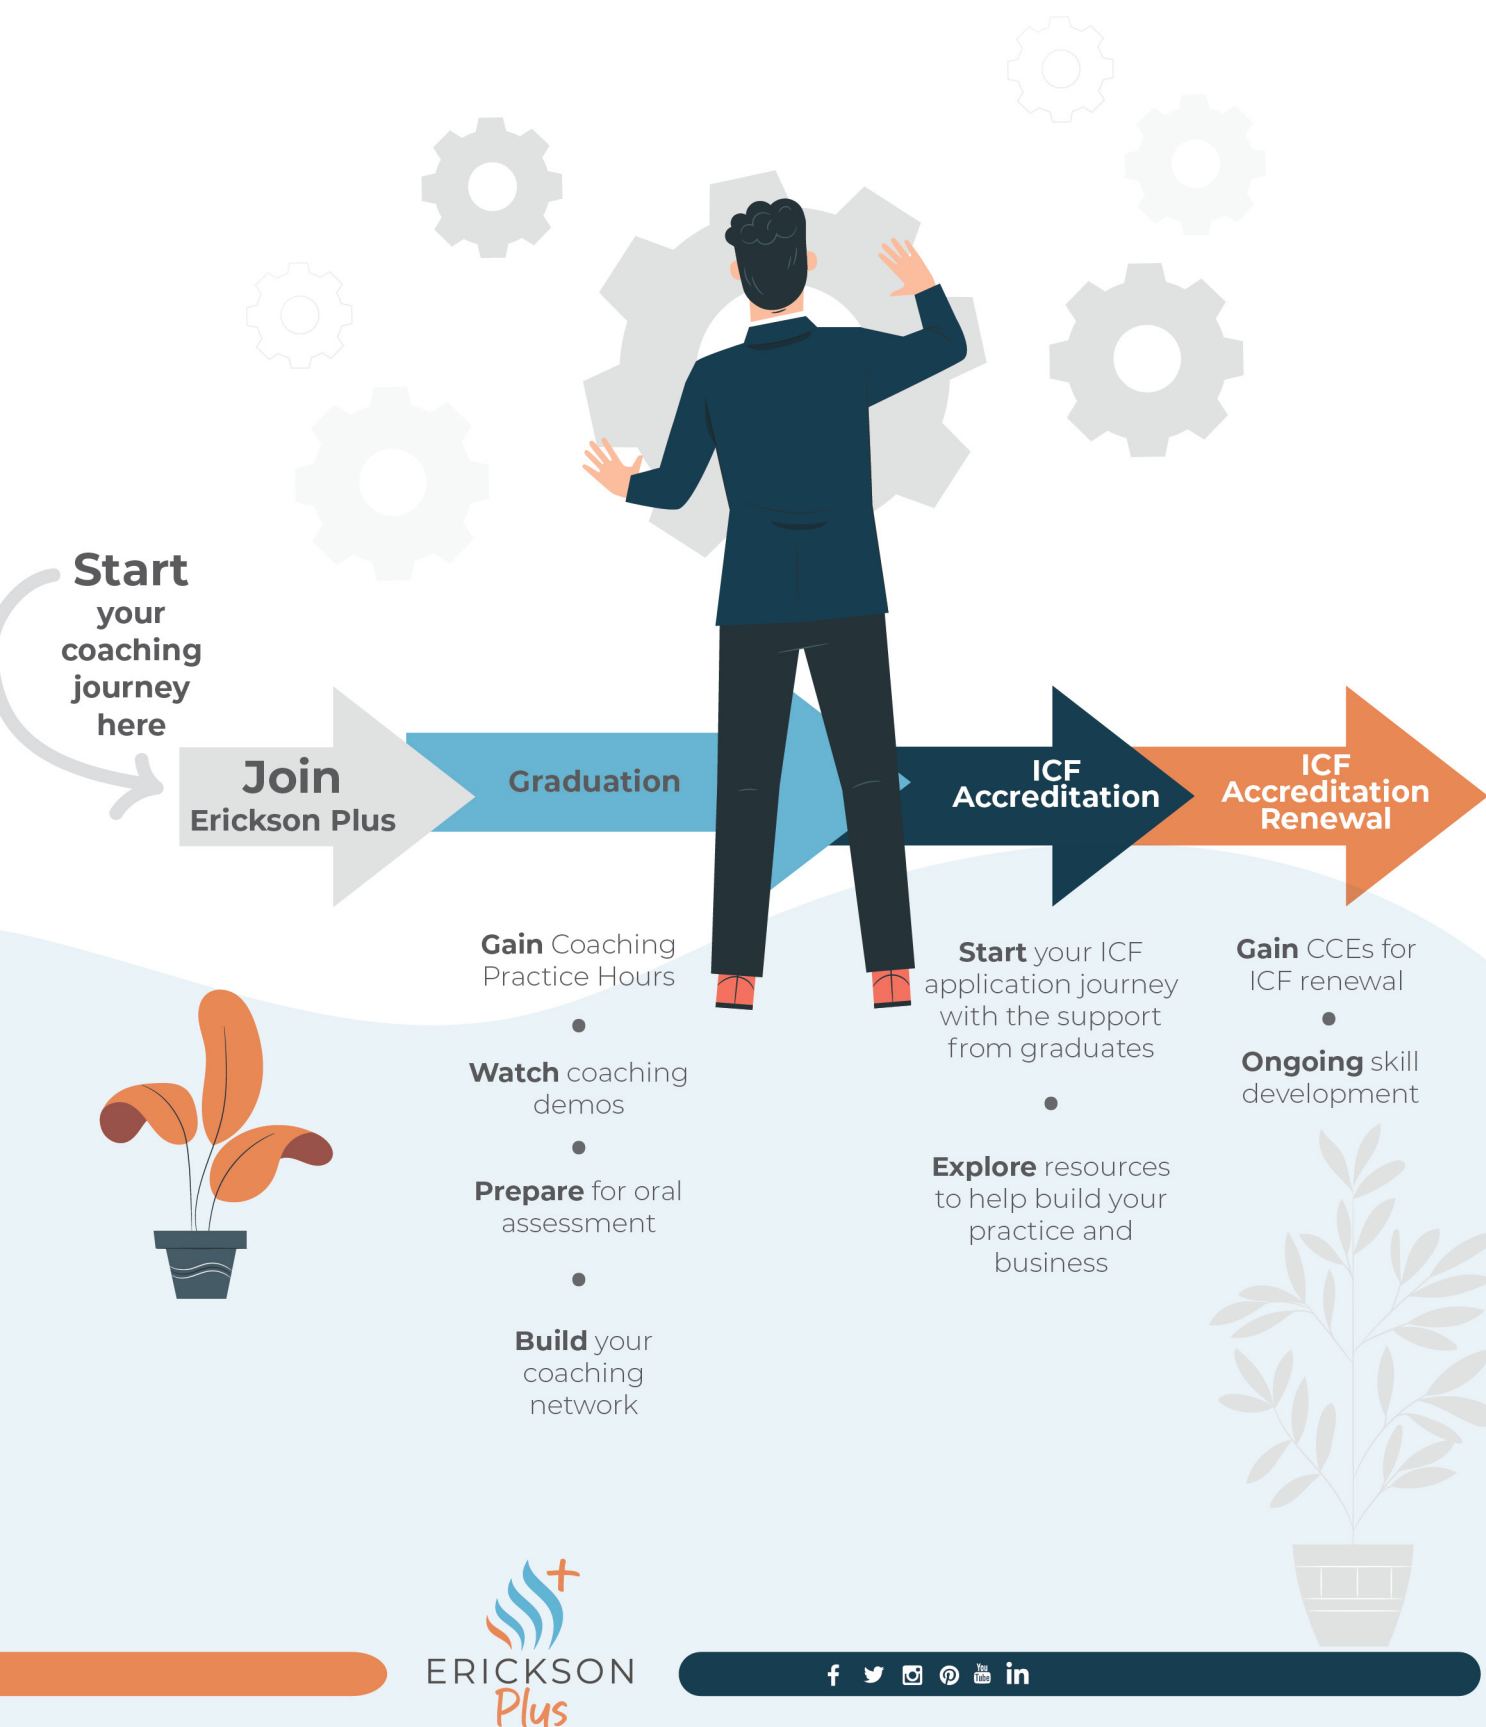 Start
your
coaching
journey
here
Join
Erickson Plus
Graduation
ICF
Accreditation
ICF
Accreditation
Renewal
Gain Coaching
Practice Hours
Watch coaching
demos
Prepare for oral
assessment
Build your
coaching
network
Start your ICF
application journey
with the support
from graduates
Explore resources
to help build your
practice and
business
Gain CCEs for
ICF renewal
Ongoing skill
development
ERICKSON
Plus
You
Tube
in